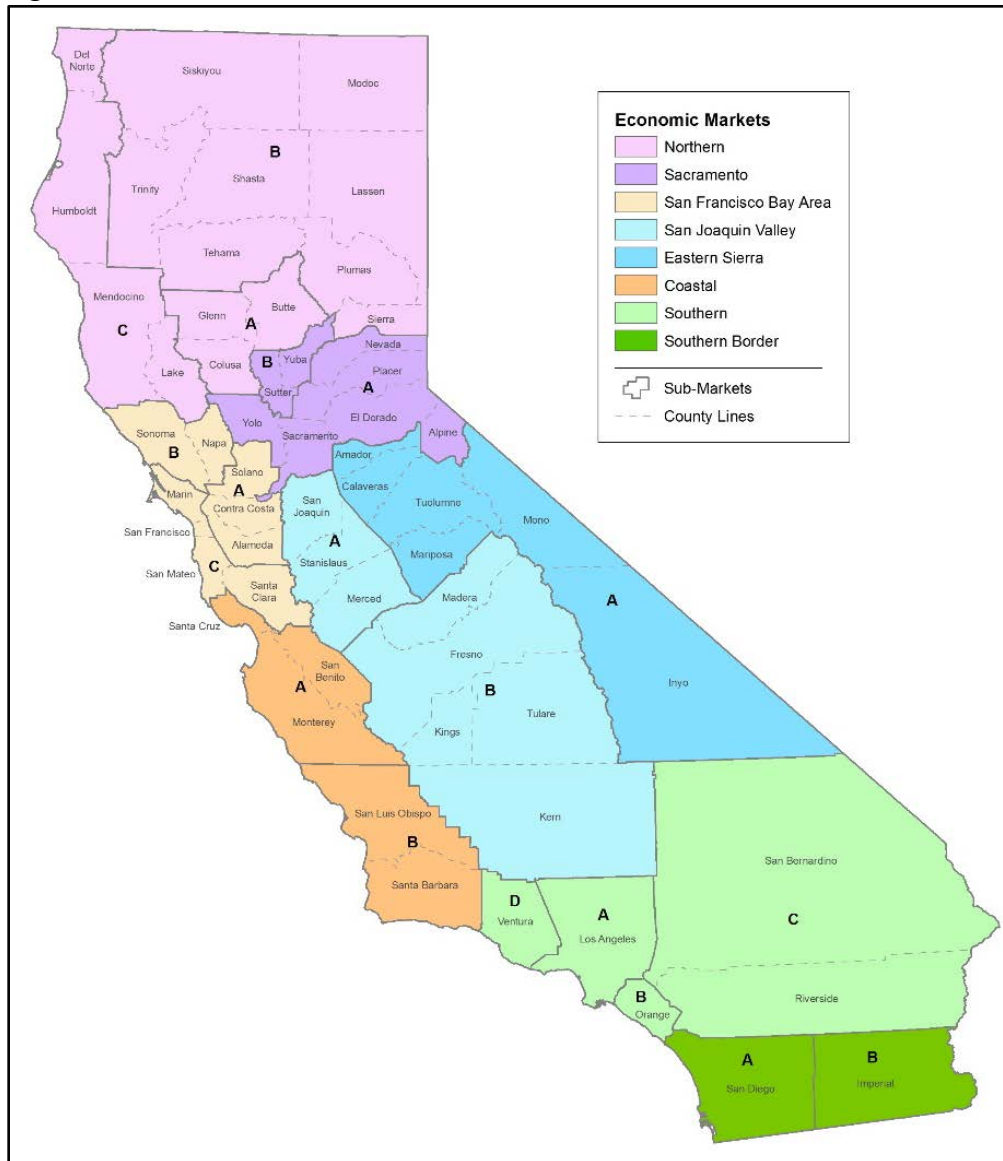 Del
Norte
Siskiyou
Modoc
B
Shasta
Trinity
Lassen
Humboldt
Tehama
Plumas
Mendocino
Butte
Glenn
Sierra
C
A
Nevada
Colusa
B
Yuba
Placer
Lake
Sutter
A
El Dorado
Yolo
Sacramento
Alpine
Sonoma
Napa
B
Amador
Solano
Calaveras
A
Marin
San
Joaquin
Tuolumne
Mono
Contra Costa
San Francisco
Alameda
A
Stanislaus
Mariposa
San Mateo
C
Santa
Clara
Merced
Madera
A
Santa Cruz
Fresno
San
Benito
A
B
Inyo
Monterey
Tulare
Kings
San Luis Obispo
Kern
B
Santa Barbara
San Bernardino
D
Ventura
A
Los Angeles
C
B
Orange
Riverside
A
San Diego
B
Imperial
Economic Markets
Northern
Sacramento
San Francisco Bay Area
San Joaquin Valley
Eastern Sierra
Coastal
Southern
Southern Border
Sub-Markets
County Lines